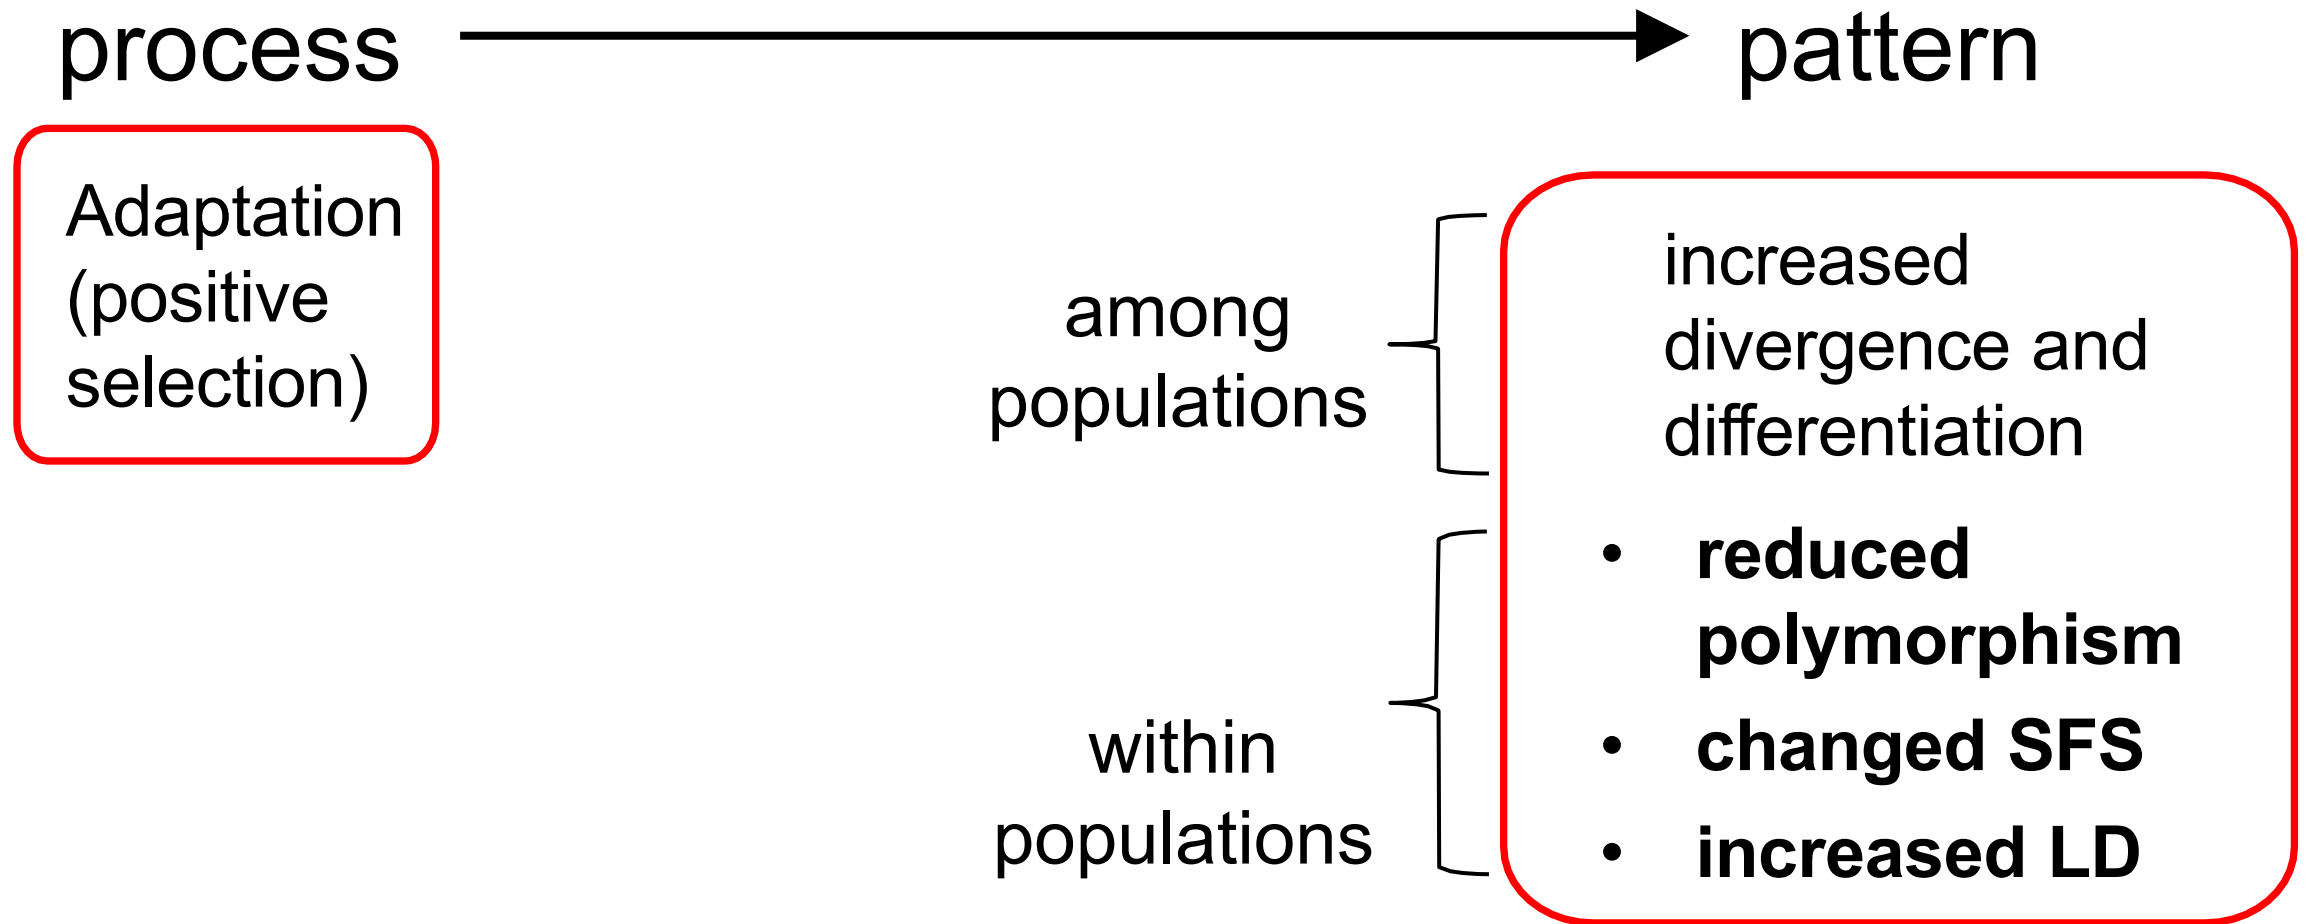 process
pattern
Adaptation
(positive
selection)
among
populations
increased
divergence and
differentiation
within
populations
• reduced
polymorphism
• changed SFS
• increased LD